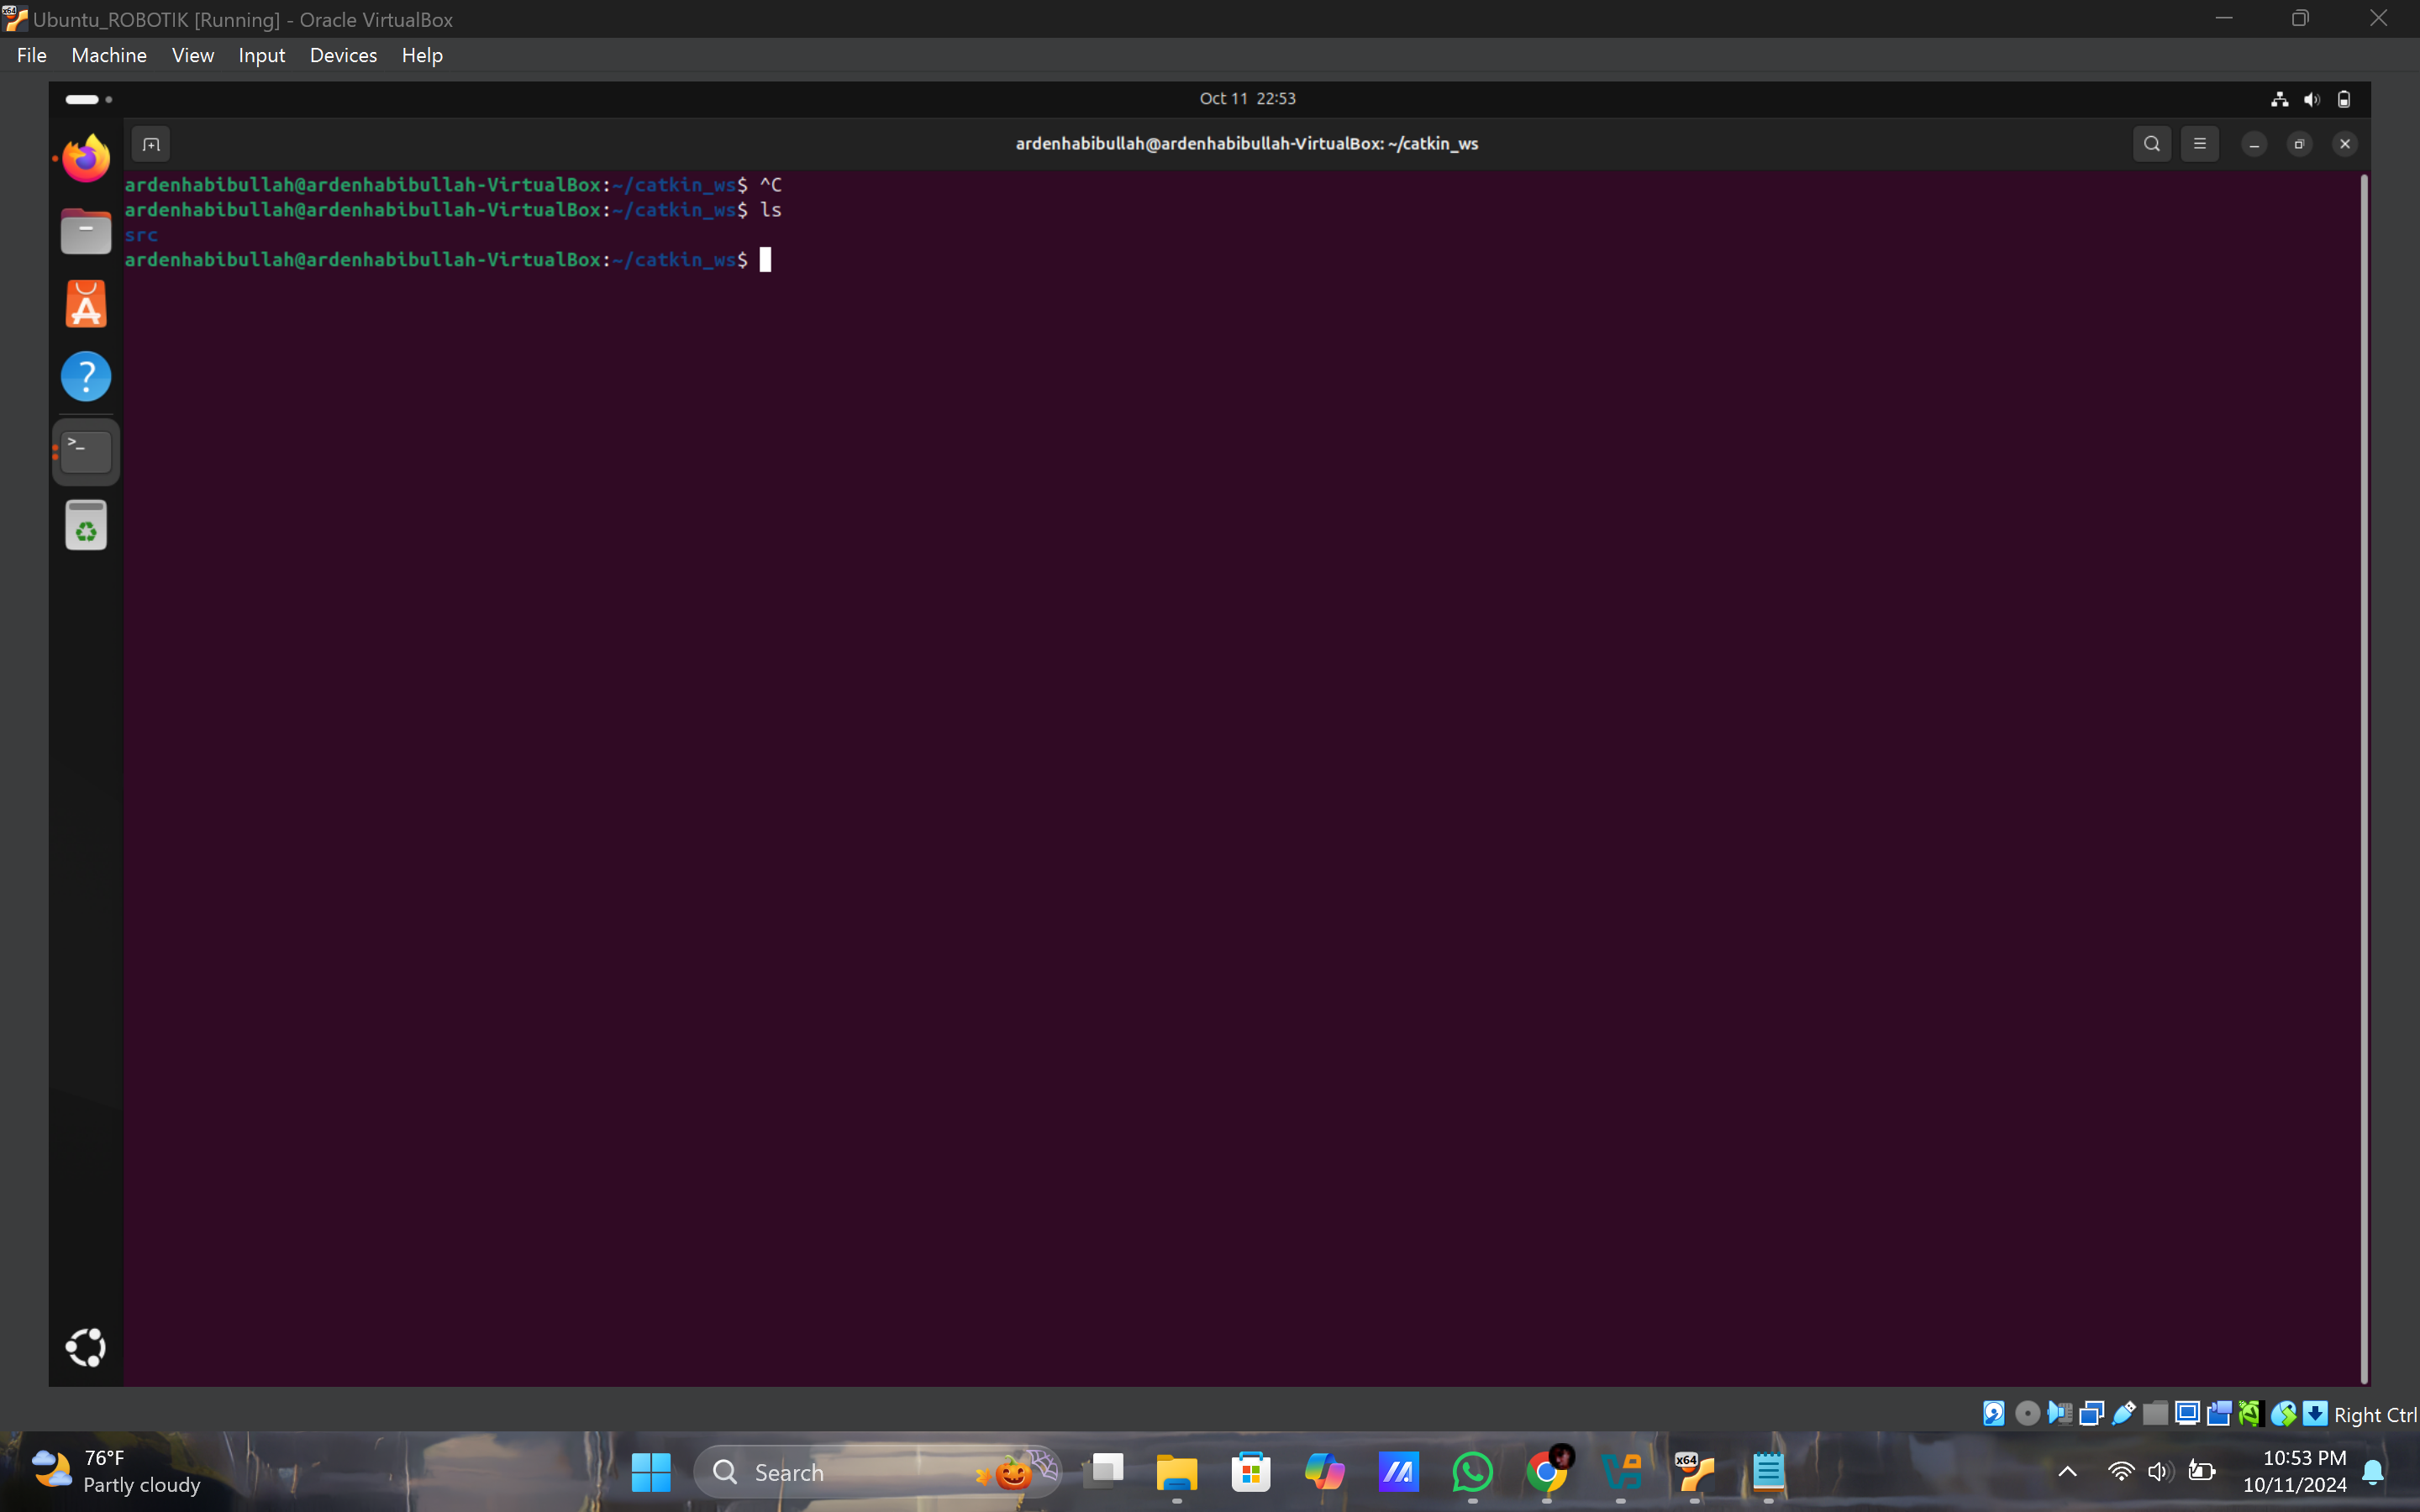 Ubuntu_ROBOTIK [Running] - Oracle VirtualBox
File Machine View Input Devices Help
Oct 11 22:53
ardenhabibullah@ardenhabibullah-VirtualBox: ~/catkin_ws
ardenhabibullah@ardenhabibullah-VirtualBox:~/catkin_ws$ ^C
ardenhabibullah@ardenhabibullah-VirtualBox:~/catkin_ws$ ls
src
ardenhabibullah@ardenhabibullah-VirtualBox:~/catkin_ws$
Right Ctrl
76°F
Partly cloudy
Search
x64
10:53 PM
10/11/2024